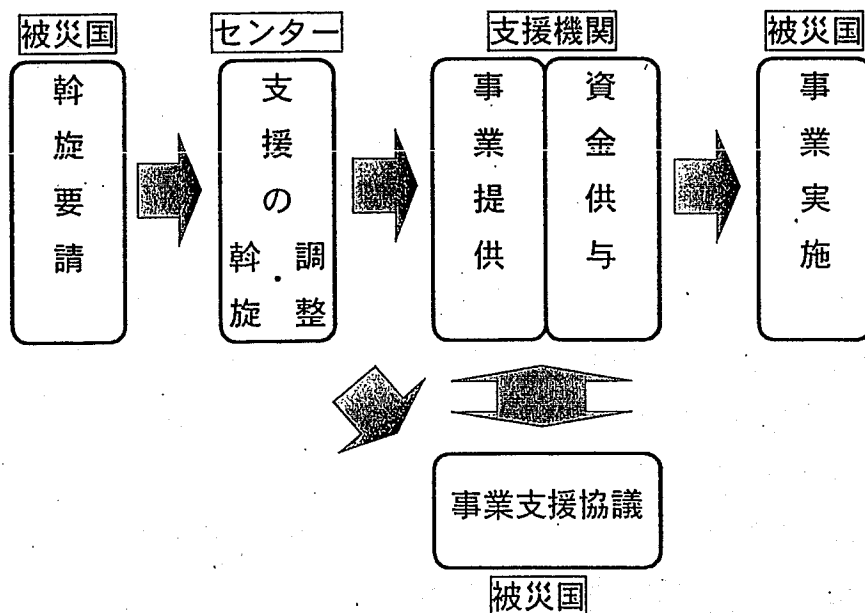 被災国
斡旋要請
センター
支援の
斡旋・調整
支援機関
事業提供
資金供与
被災国
事業実施
事業支援協議
被災国